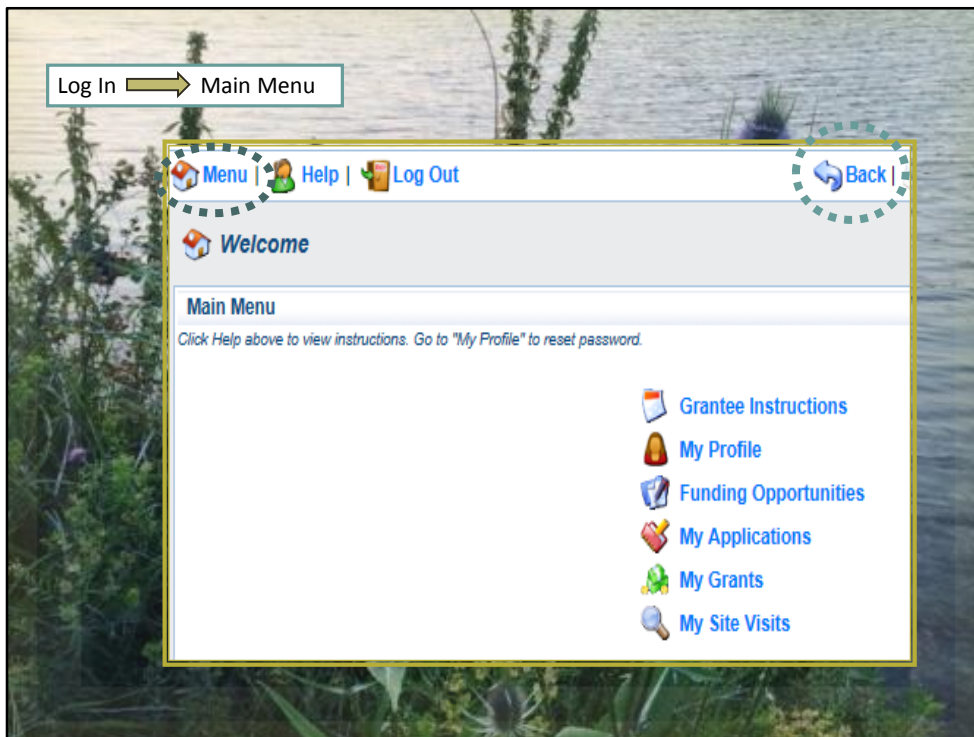 Log In Main Menu
Menu | Help | Log Out Back |
Welcome
Main Menu
Click Help above to view instructions. Go to "My Profile" to reset password.
Grantee Instructions
My Profile
Funding Opportunities
My Applications
My Grants
My Site Visits